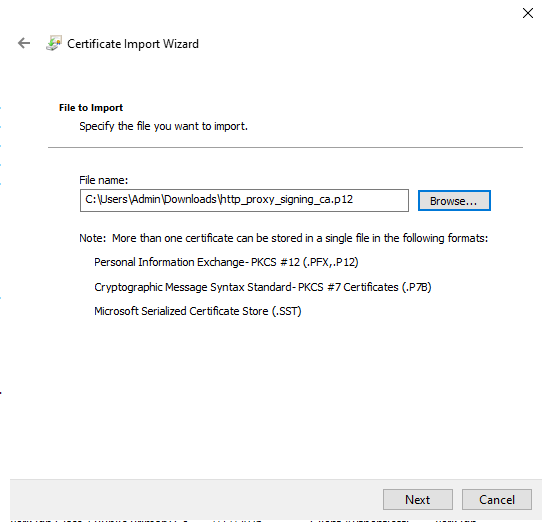 Certificate Import Wizard
File to Import
Specify the file you want to import.
File name:
C:\Users\Admin\Downloads\http_proxy_signing_ca.p12
Browse...
Note:  More than one certificate can be stored in a single file in the following formats:
Personal Information Exchange- PKCS #12 (.PFX,.P12)
Cryptographic Message Syntax Standard- PKCS #7 Certificates (.P7B)
Microsoft Serialized Certificate Store (.SST)
Next
Cancel